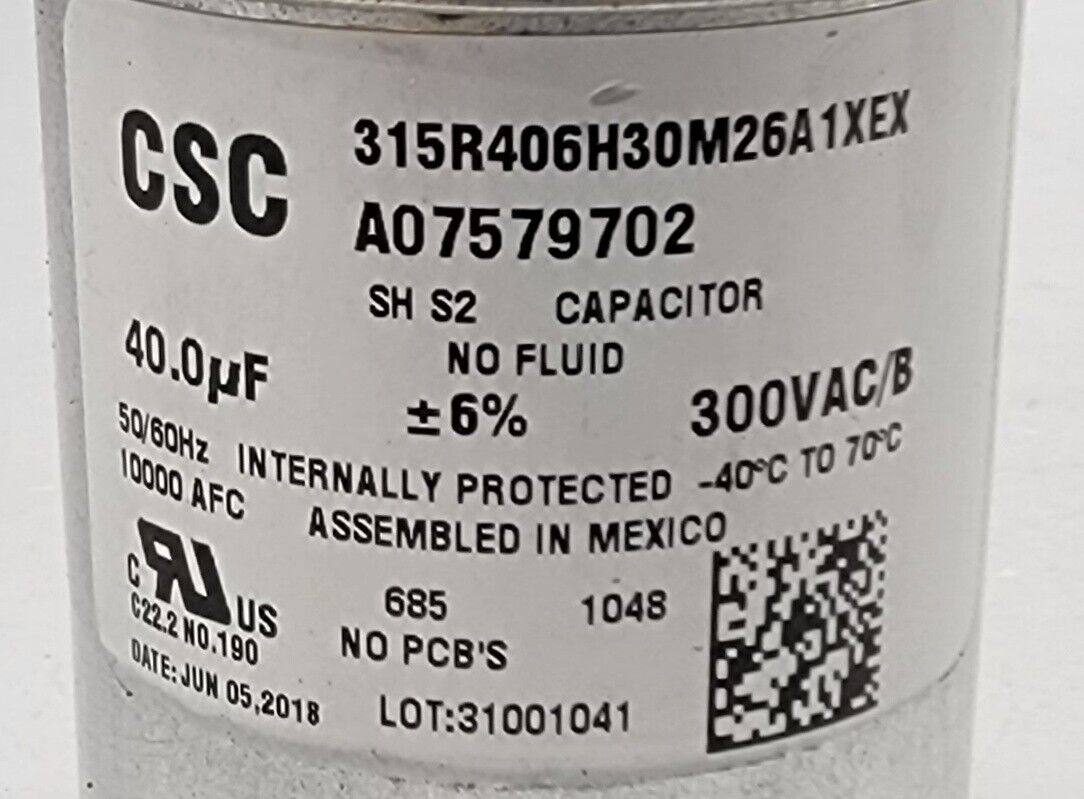 CSC 315R406H30M26A1XEX
A07579702
SH S2 CAPACITOR
NO FLUID
40.0µF ±6% 300VAC/B
50/60Hz INTERNALLY PROTECTED -40°C TO 70°C
10000 AFC ASSEMBLED IN MEXICO
C RU US 685 1048
C22.2 NO.190 NO PCB'S
DATE:JUN 05,2018 LOT:31001041